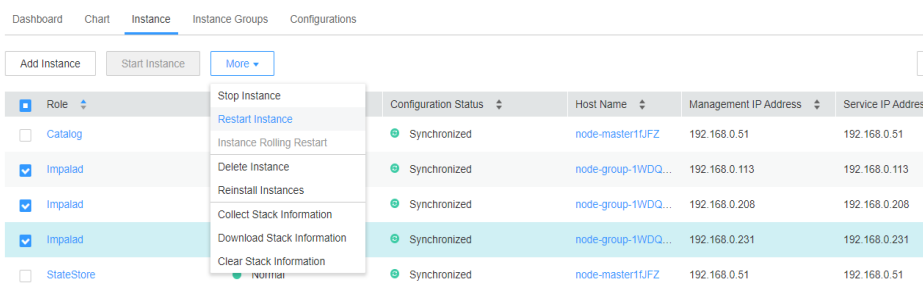 Dashboard Chart Instance Instance Groups Configurations
Add Instance Start Instance More
Stop Instance
Role Configuration Status Host Name Management IP Address Service IP Addres
Restart Instance
Catalog Synchronized node-master1fJFZ 192.168.0.51 192.168.0.51
Instance Rolling Restart
Delete Instance
Impalad Synchronized node-group-1WDQ... 192.168.0.113 192.168.0.113
Reinstall Instances
Impalad Synchronized node-group-1WDQ... 192.168.0.208 192.168.0.208
Collect Stack Information
Download Stack Information
Impalad Synchronized node-group-1WDQ... 192.168.0.231 192.168.0.231
Clear Stack Information
StateStore Normal Synchronized node-master1fJFZ 192.168.0.51 192.168.0.51